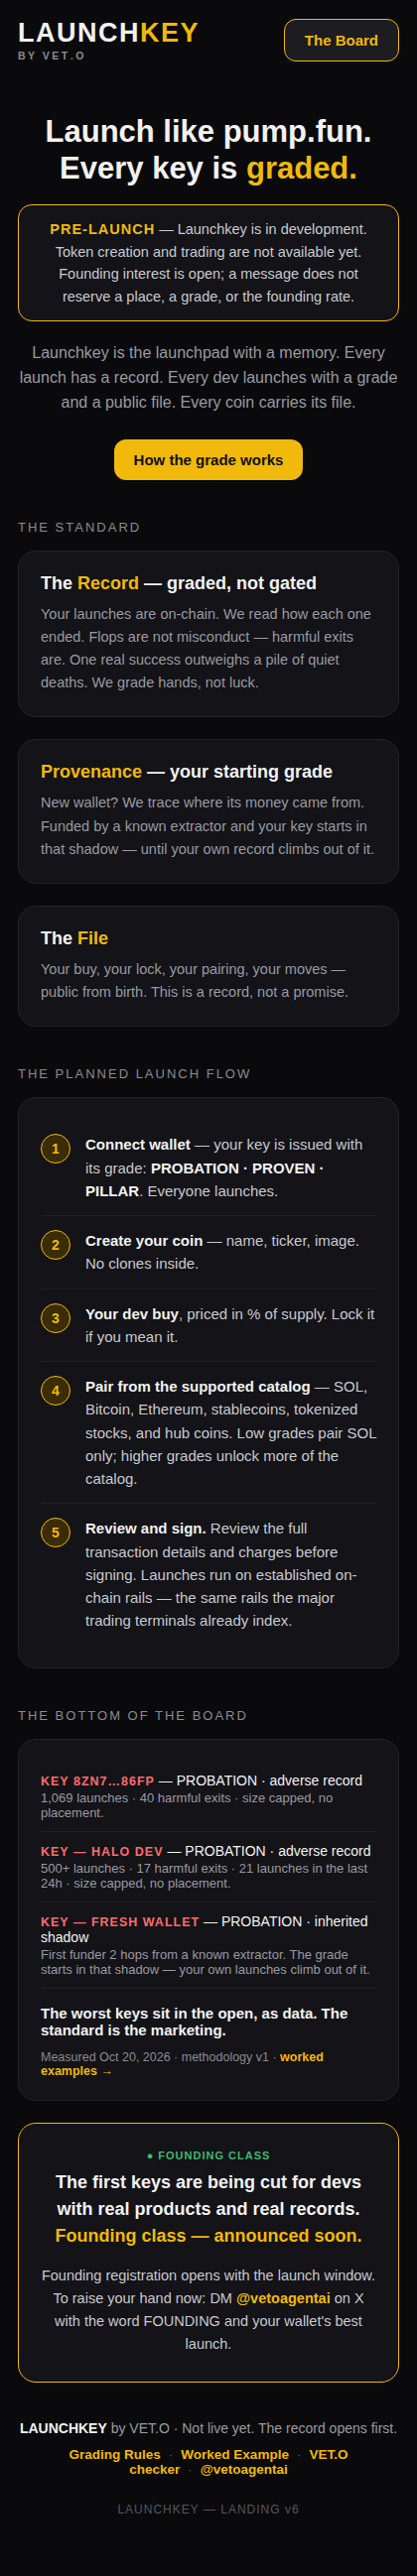 LAUNCHKEY
BY VET.O
The Board
Launch like pump.fun.
Every key is graded.
PRE-LAUNCH — Launchkey is in development.
Token creation and trading are not available yet.
Founding interest is open; a message does not
reserve a place, a grade, or the founding rate.
Launchkey is the launchpad with a memory. Every
launch has a record. Every dev launches with a grade
and a public file. Every coin carries its file.
How the grade works
THE STANDARD
The Record — graded, not gated
Your launches are on-chain. We read how each one
ended. Flops are not misconduct — harmful exits
are. One real success outweighs a pile of quiet
deaths. We grade hands, not luck.
Provenance — your starting grade
New wallet? We trace where its money came from.
Funded by a known extractor and your key starts in
that shadow — until your own record climbs out of it.
The File
Your buy, your lock, your pairing, your moves —
public from birth. This is a record, not a promise.
THE PLANNED LAUNCH FLOW
1 Connect wallet — your key is issued with
its grade: PROBATION · PROVEN ·
PILLAR. Everyone launches.
2 Create your coin — name, ticker, image.
No clones inside.
3 Your dev buy, priced in % of supply. Lock it
if you mean it.
4 Pair from the supported catalog — SOL,
Bitcoin, Ethereum, stablecoins, tokenized
stocks, and hub coins. Low grades pair SOL
only; higher grades unlock more of the
catalog.
5 Review and sign. Review the full
transaction details and charges before
signing. Launches run on established on-
chain rails — the same rails the major
trading terminals already index.
THE BOTTOM OF THE BOARD
KEY 8ZN7…86FP — PROBATION · adverse record
1,069 launches · 40 harmful exits · size capped, no
placement.
KEY — HALO DEV — PROBATION · adverse record
500+ launches · 17 harmful exits · 21 launches in the last
24h · size capped, no placement.
KEY — FRESH WALLET — PROBATION · inherited
shadow
First funder 2 hops from a known extractor. The grade
starts in that shadow — your own launches climb out of it.
The worst keys sit in the open, as data. The
standard is the marketing.
Measured Oct 20, 2026 · methodology v1 · worked
examples →
● FOUNDING CLASS
The first keys are being cut for devs
with real products and real records.
Founding class — announced soon.
Founding registration opens with the launch window.
To raise your hand now: DM @vetoagentai on X
with the word FOUNDING and your wallet's best
launch.
LAUNCHKEY by VET.O · Not live yet. The record opens first.
Grading Rules · Worked Example · VET.O
checker · @vetoagentai
LAUNCHKEY — LANDING v6